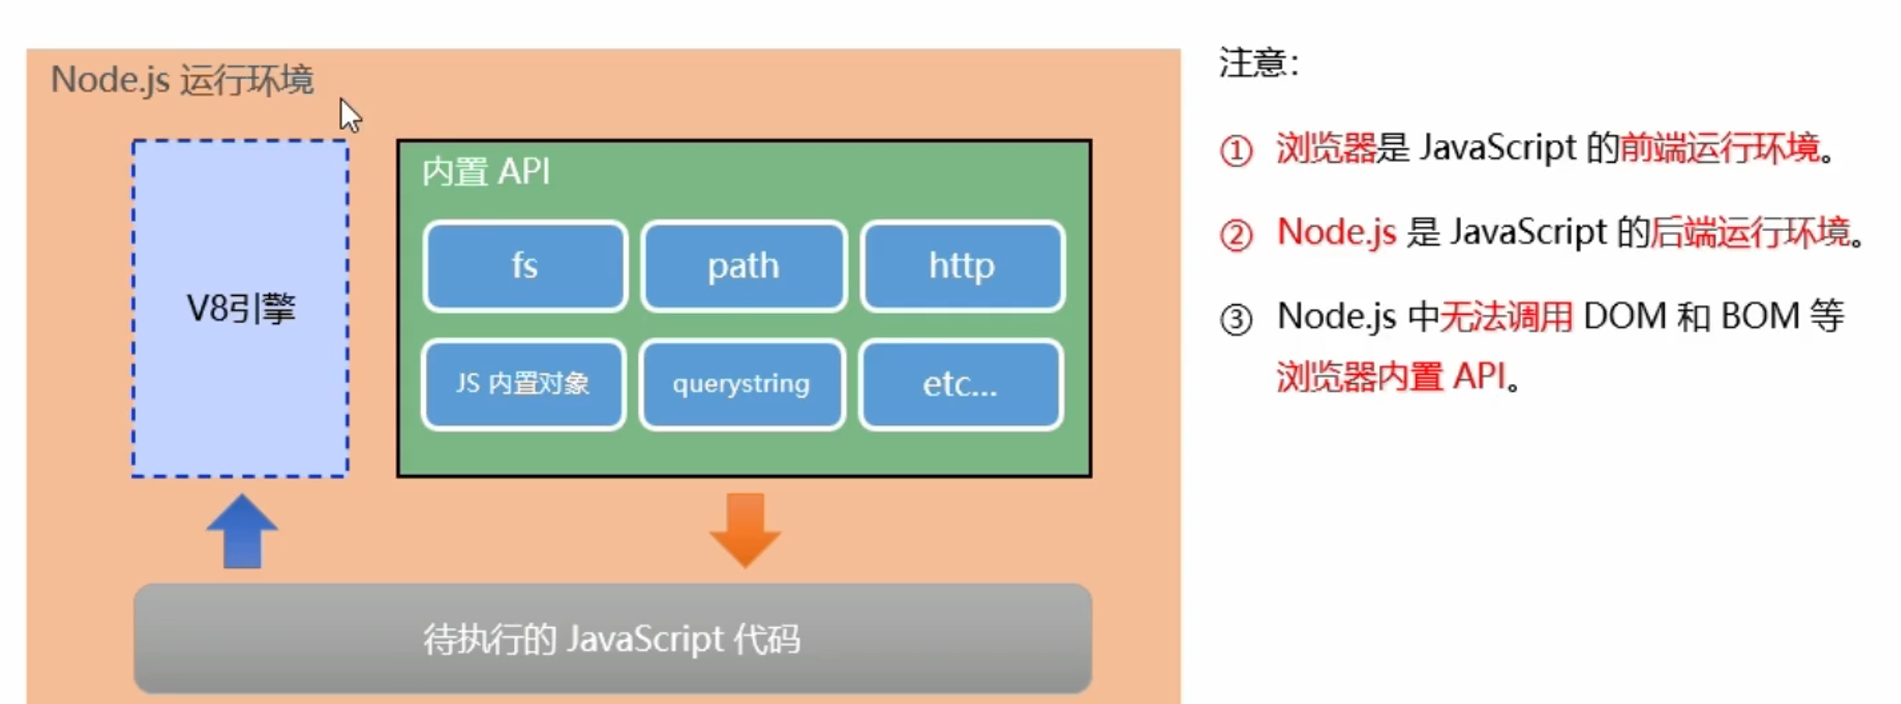 Node.js 运行环境
V8引擎
内置 API
fs
path
http
JS 内置对象
querystring
etc...
待执行的 JavaScript 代码
注意：
① 浏览器是 JavaScript 的前端运行环境。
② Node.js 是 JavaScript 的后端运行环境。
③ Node.js 中无法调用 DOM 和 BOM 等
浏览器内置 API。